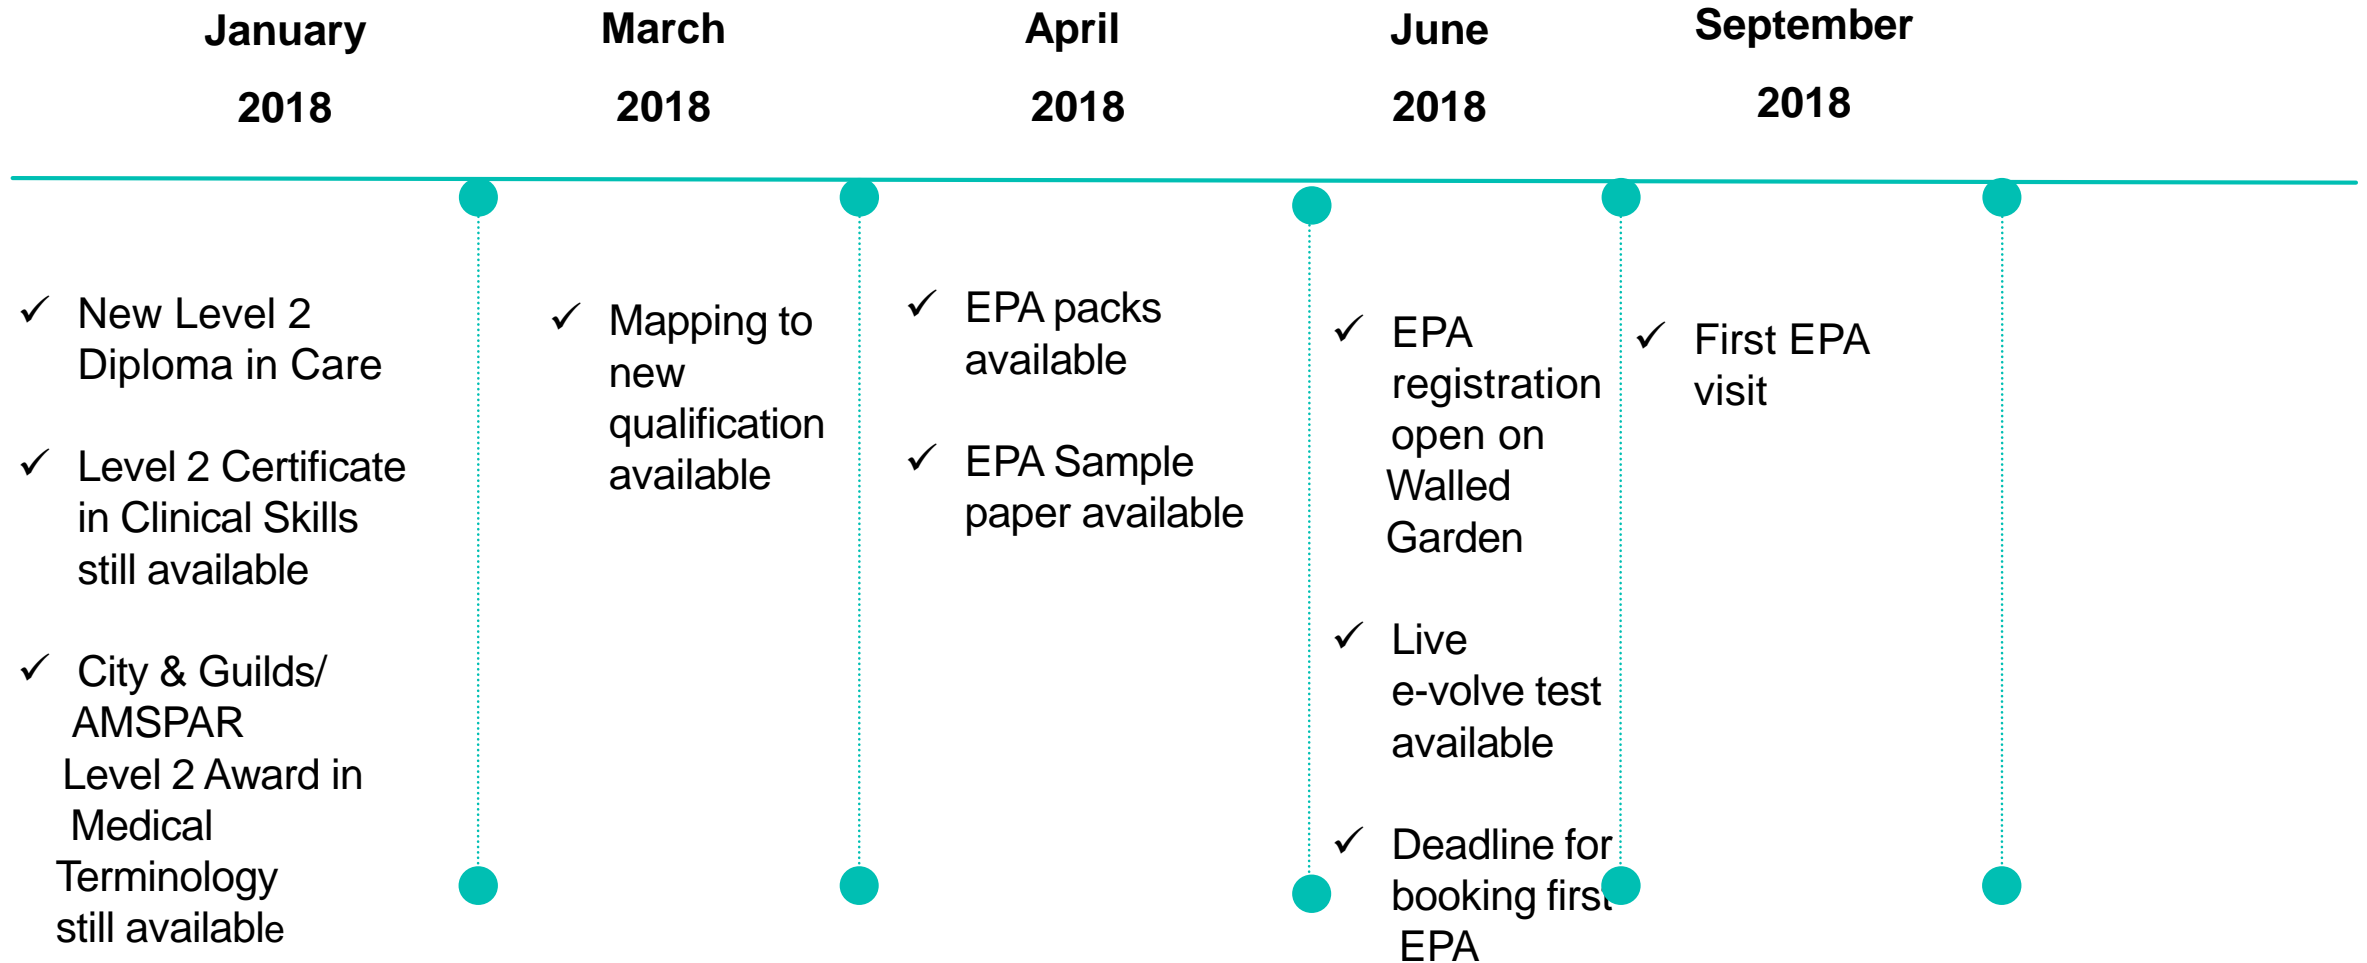 January
2018
March
2018
April
2018
June
2018
September
2018
✓ New Level 2
Diploma in Care
✓ Level 2 Certificate
in Clinical Skills
still available
✓ City & Guilds/
AMSPAR
Level 2 Award in
Medical
Terminology
still available
✓ Mapping to
new
qualification
available
✓ EPA packs
available
✓ EPA Sample
paper available
✓ EPA
registration
open on
Walled
Garden
✓ Live
e-volve test
available
✓ Deadline for
booking first
EPA
✓ First EPA
visit